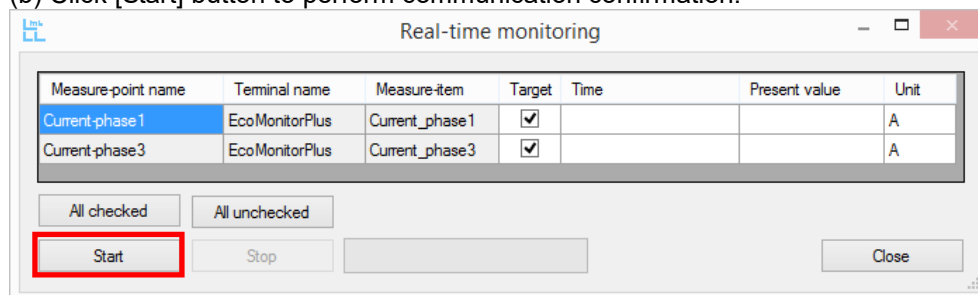 (b) Click [Start] button to perform communication confirmation.
Real-time monitoring
Measure-point name Terminal name Measure-item Target Time Present value Unit
Current-phase1 EcoMonitorPlus Current_phase1 A
Current-phase3 EcoMonitorPlus Current_phase3 A
All checked All unchecked
Start Stop Close